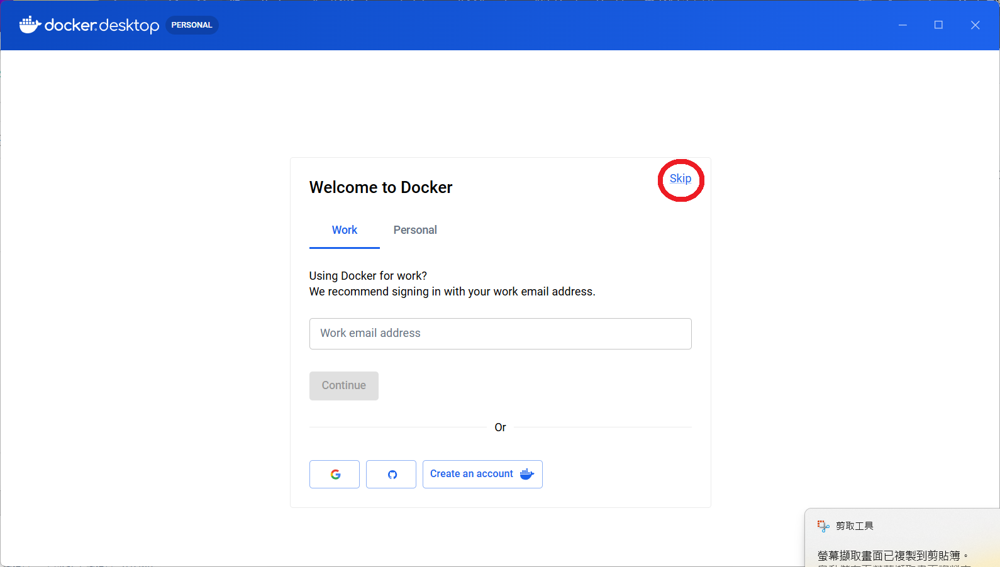 docker.desktop PERSONAL
Skip
Welcome to Docker
Work Personal
Using Docker for work?
We recommend signing in with your work email address.
Work email address
Continue
Or
Create an account
剪取工具
螢幕擷取畫面已複製到剪貼簿。